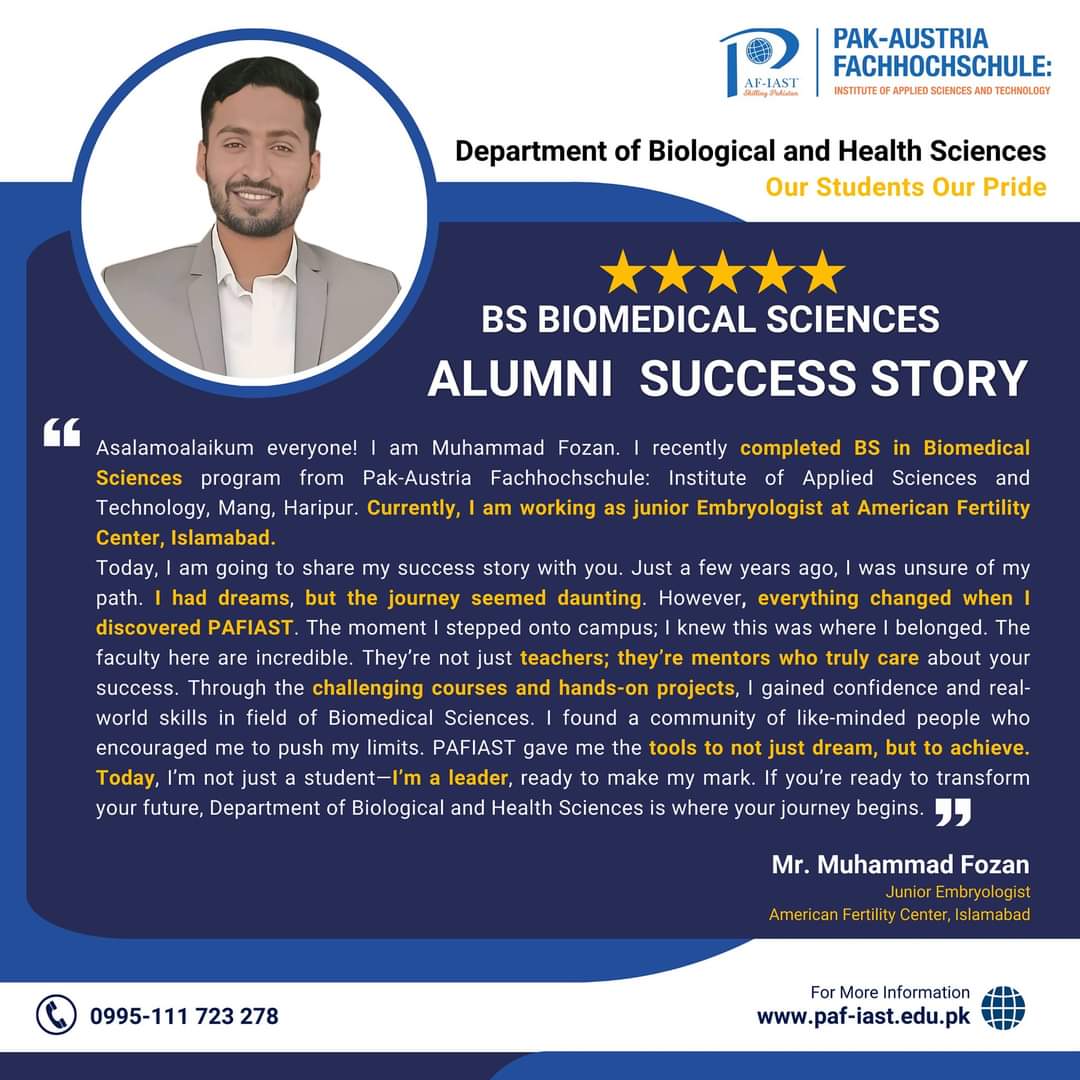 PAF-IAST
Skilling Pakistan
PAK-AUSTRIA
FACHHOCHSCHULE:
INSTITUTE OF APPLIED SCIENCES AND TECHNOLOGY
Department of Biological and Health Sciences
Our Students Our Pride
BS BIOMEDICAL SCIENCES
ALUMNI SUCCESS STORY
“ Asalamoalaikum everyone! I am Muhammad Fozan. I recently completed BS in Biomedical
Sciences program from Pak-Austria Fachhochschule: Institute of Applied Sciences and
Technology, Mang, Haripur. Currently, I am working as junior Embryologist at American Fertility
Center, Islamabad.
Today, I am going to share my success story with you. Just a few years ago, I was unsure of my
path. I had dreams, but the journey seemed daunting. However, everything changed when I
discovered PAFIAST. The moment I stepped onto campus; I knew this was where I belonged. The
faculty here are incredible. They’re not just teachers; they’re mentors who truly care about your
success. Through the challenging courses and hands-on projects, I gained confidence and real-
world skills in field of Biomedical Sciences. I found a community of like-minded people who
encouraged me to push my limits. PAFIAST gave me the tools to not just dream, but to achieve.
Today, I’m not just a student—I’m a leader, ready to make my mark. If you’re ready to transform
your future, Department of Biological and Health Sciences is where your journey begins. ”
Mr. Muhammad Fozan
Junior Embryologist
American Fertility Center, Islamabad
0995-111 723 278
For More Information
www.paf-iast.edu.pk